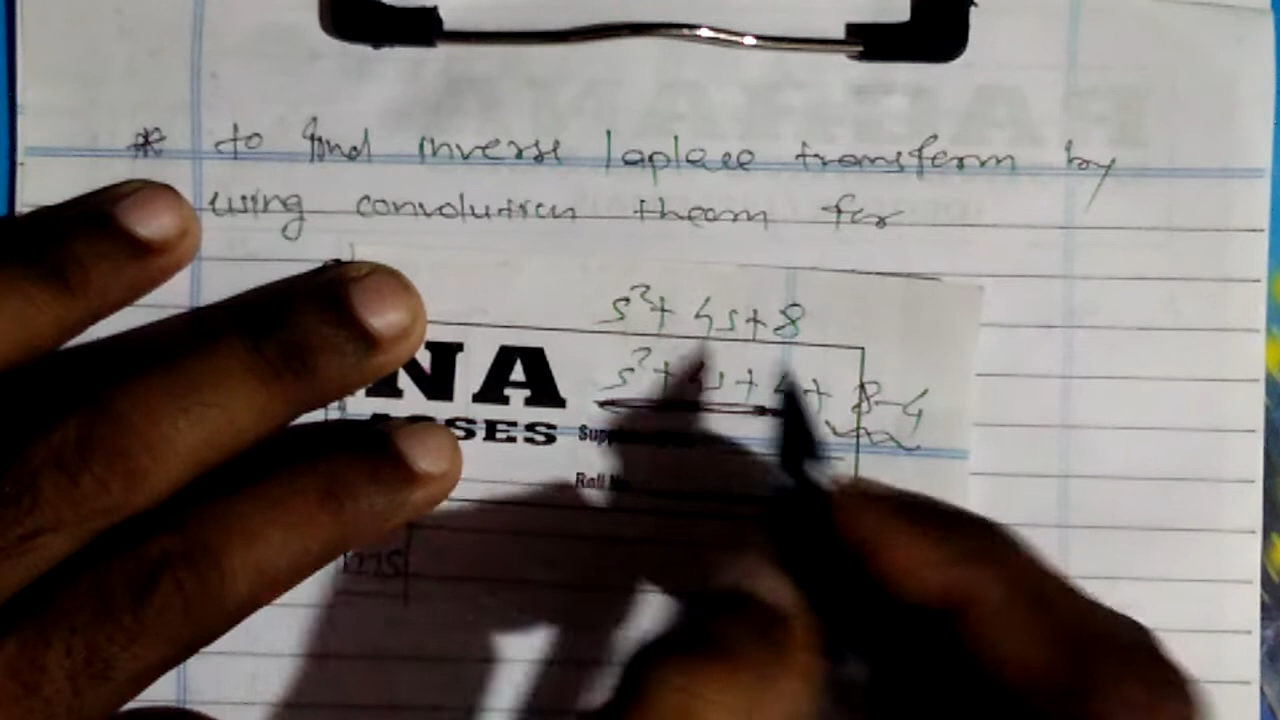 * to find inverse laplace transform by
using convolution theorm for
s²+ 4s+8
s²+ 4s + 4 + 8-4
NA
SSES
Roll